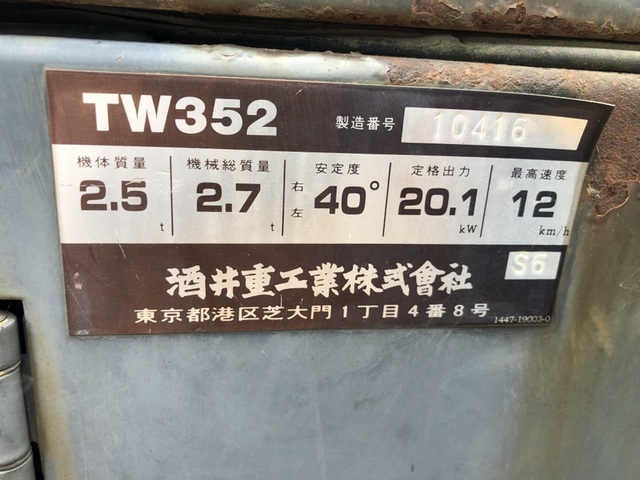 TW352 製造番号 10416
機体質量 機械総質量 安定度 定格出力 最高速度
2.5 t 2.7 t 右左 40° 20.1 kW 12 km/h
S6
酒井重工業株式會社
東京都港区芝大門1丁目4番8号 1447-19003-0